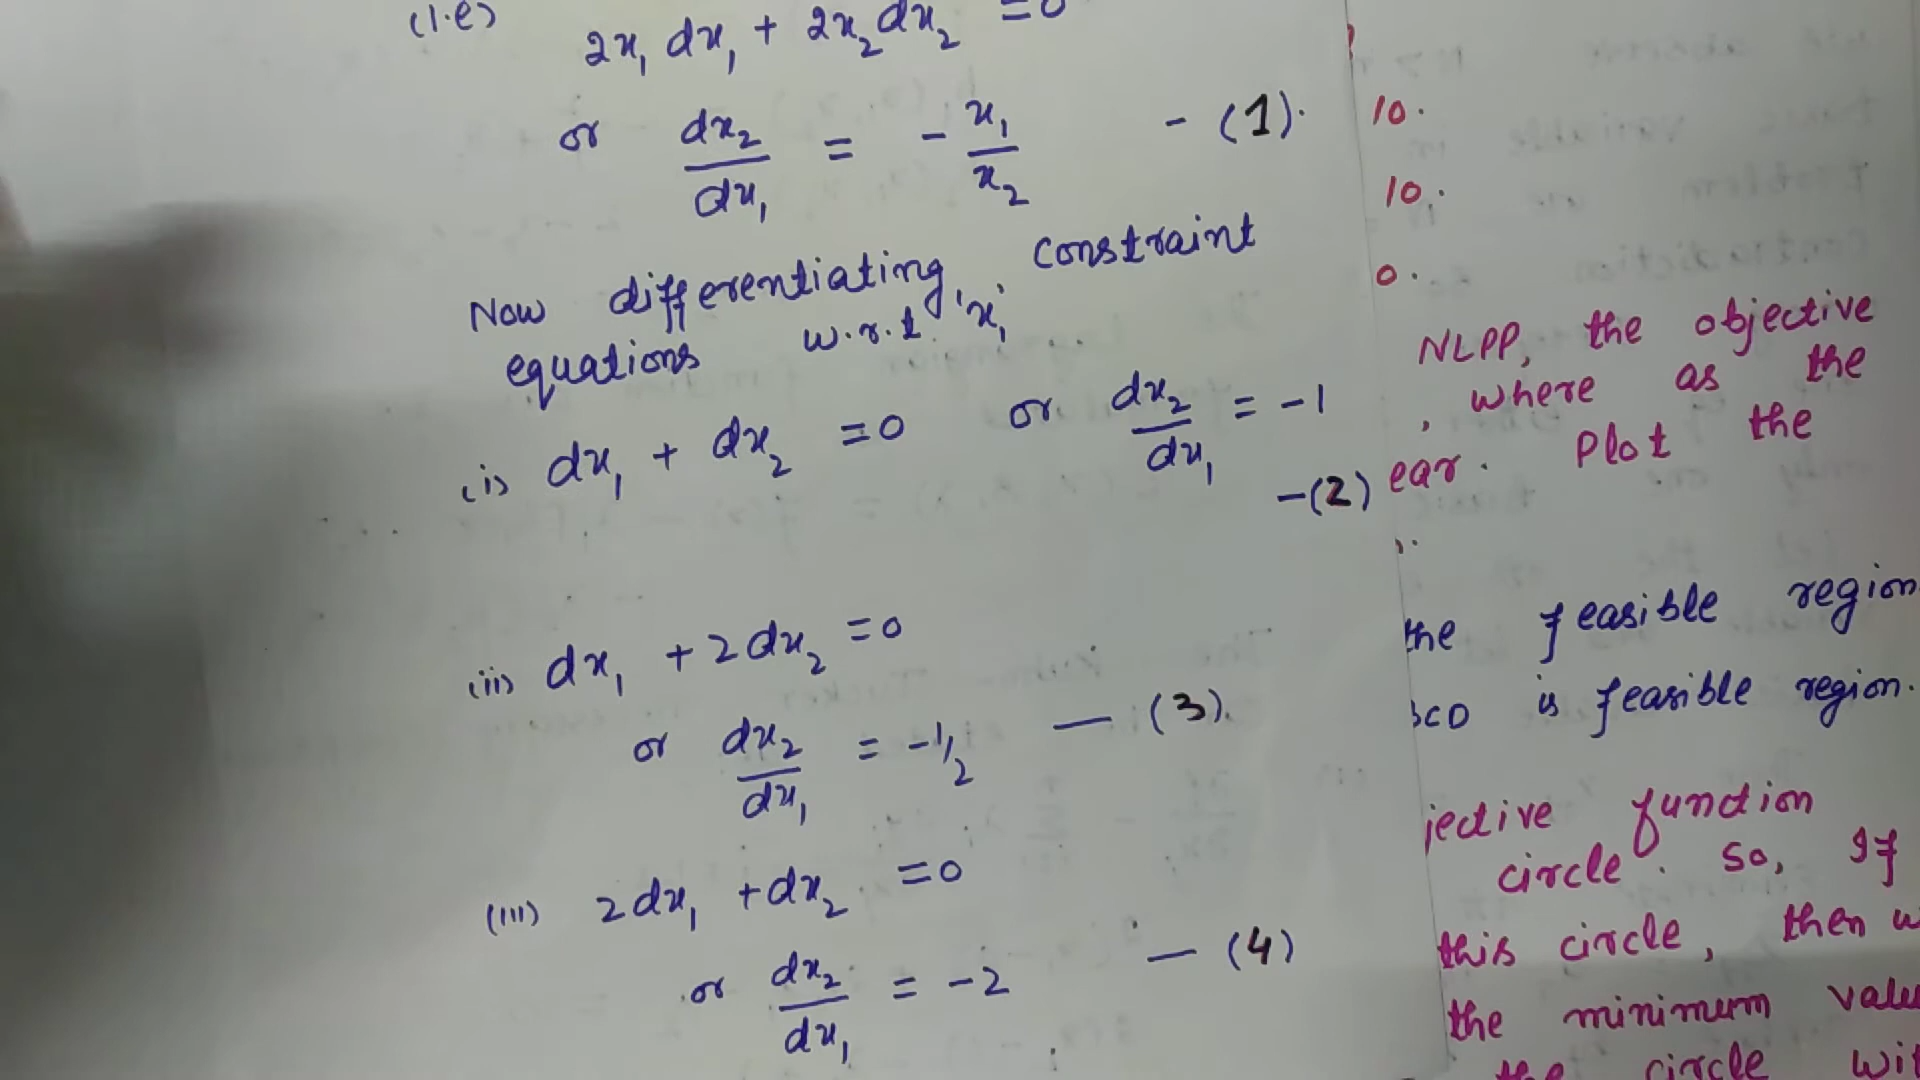 (i.e) 2x₁ dx₁ + 2x₂ dx₂ = 0
or dx₂/dx₁ = - x₁/x₂ - (1).
Now differentiating constraint
equations w.r.t 'x₁'
(i) dx₁ + dx₂ = 0 or dx₂/dx₁ = -1
-(2)
(ii) dx₁ + 2dx₂ = 0
or dx₂/dx₁ = -1/2 — (3).
(iii) 2dx₁ + dx₂ = 0
or dx₂/dx₁ = -2 — (4)
10.
10.
0.
NLPP, the objective
, where as the
ear. Plot the
the feasible region
BCD is feasible region.
jective function
circle. So, If
this circle, then
the minimum
the circle